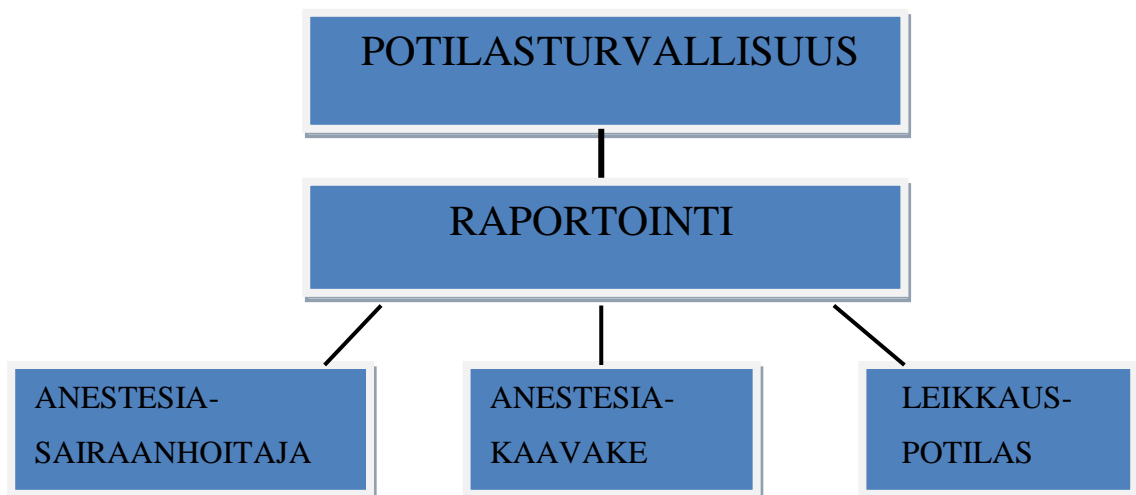 POTILASTURVALLISUUS
RAPORTOINTI
ANESTESIA-
SAIRAANHOITAJA
ANESTESIA-
KAAVAKE
LEIKKAUS-
POTILAS